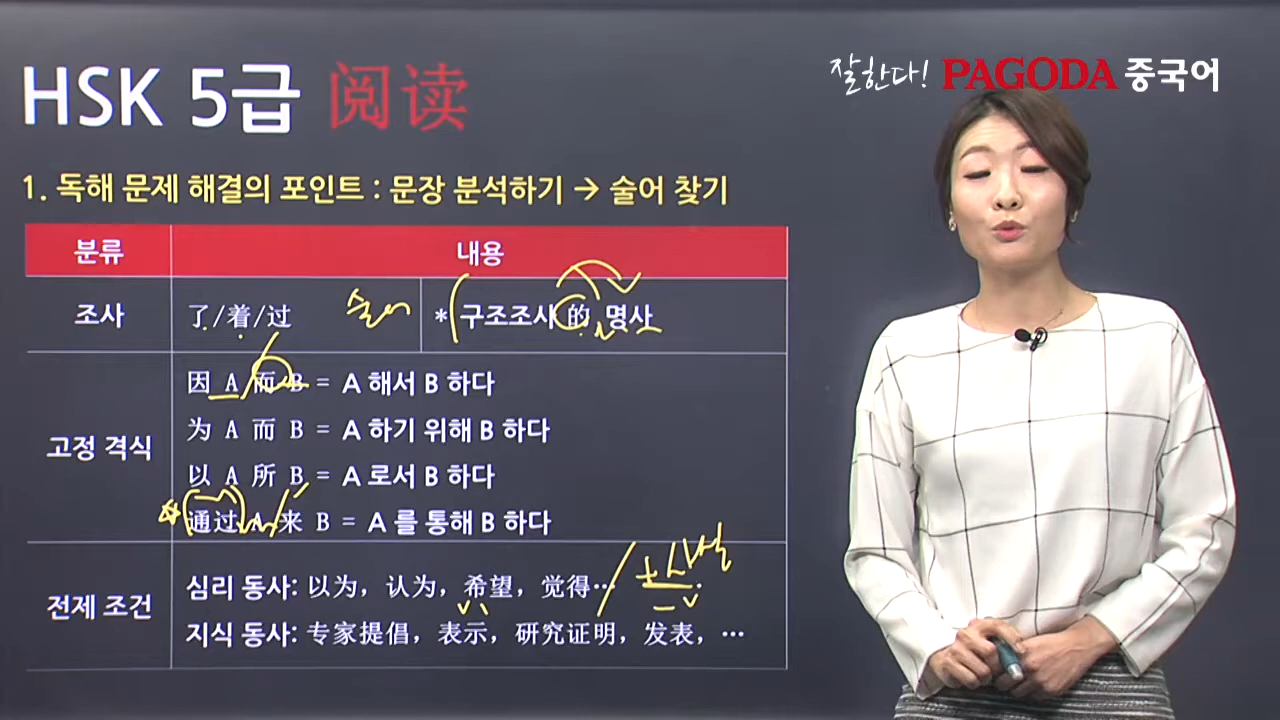 잘한다! PAGODA 중국어
HSK 5급 阅读
1. 독해 문제 해결의 포인트 : 문장 분석하기 → 술어 찾기
분류 내용
조사 了/着/过 술어 * 구조조사 的 명사
고정 격식
因 A 而 B = A 해서 B 하다
为 A 而 B = A 하기 위해 B 하다
以 A 所 B = A 로서 B 하다
通过 A 来 B = A 를 통해 B 하다
전제 조건
심리 동사: 以为, 认为, 希望, 觉得…
지식 동사: 专家提倡, 表示, 研究证明, 发表, …